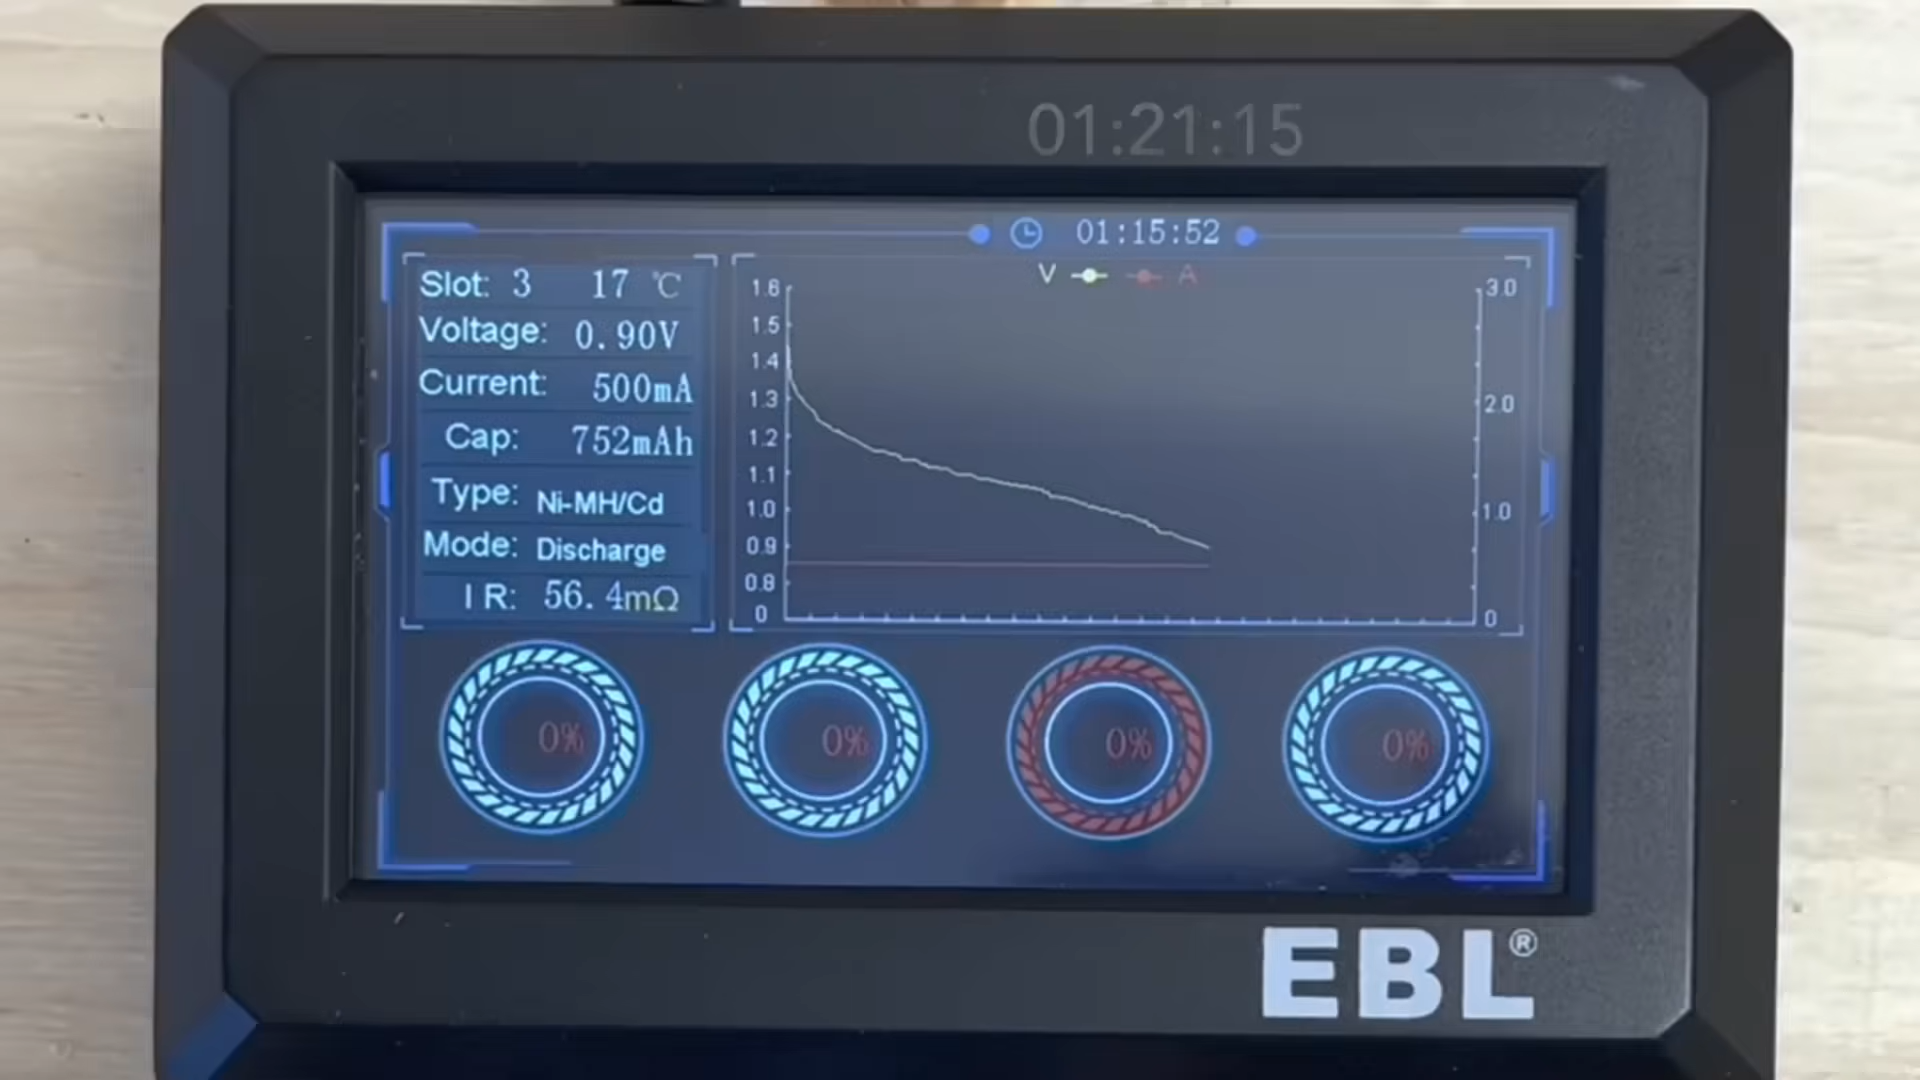 01:21:15
01:15:52
Slot: 3 17 ℃
Voltage: 0.90V
Current: 500mA
Cap: 752mAh
Type: Ni-MH/Cd
Mode: Discharge
IR: 56.4mΩ
V A
1.6
1.5
1.4
1.3
1.2
1.1
1.0
0.9
0.8
0
3.0
2.0
1.0
0
0% 0% 0% 0%
EBL®